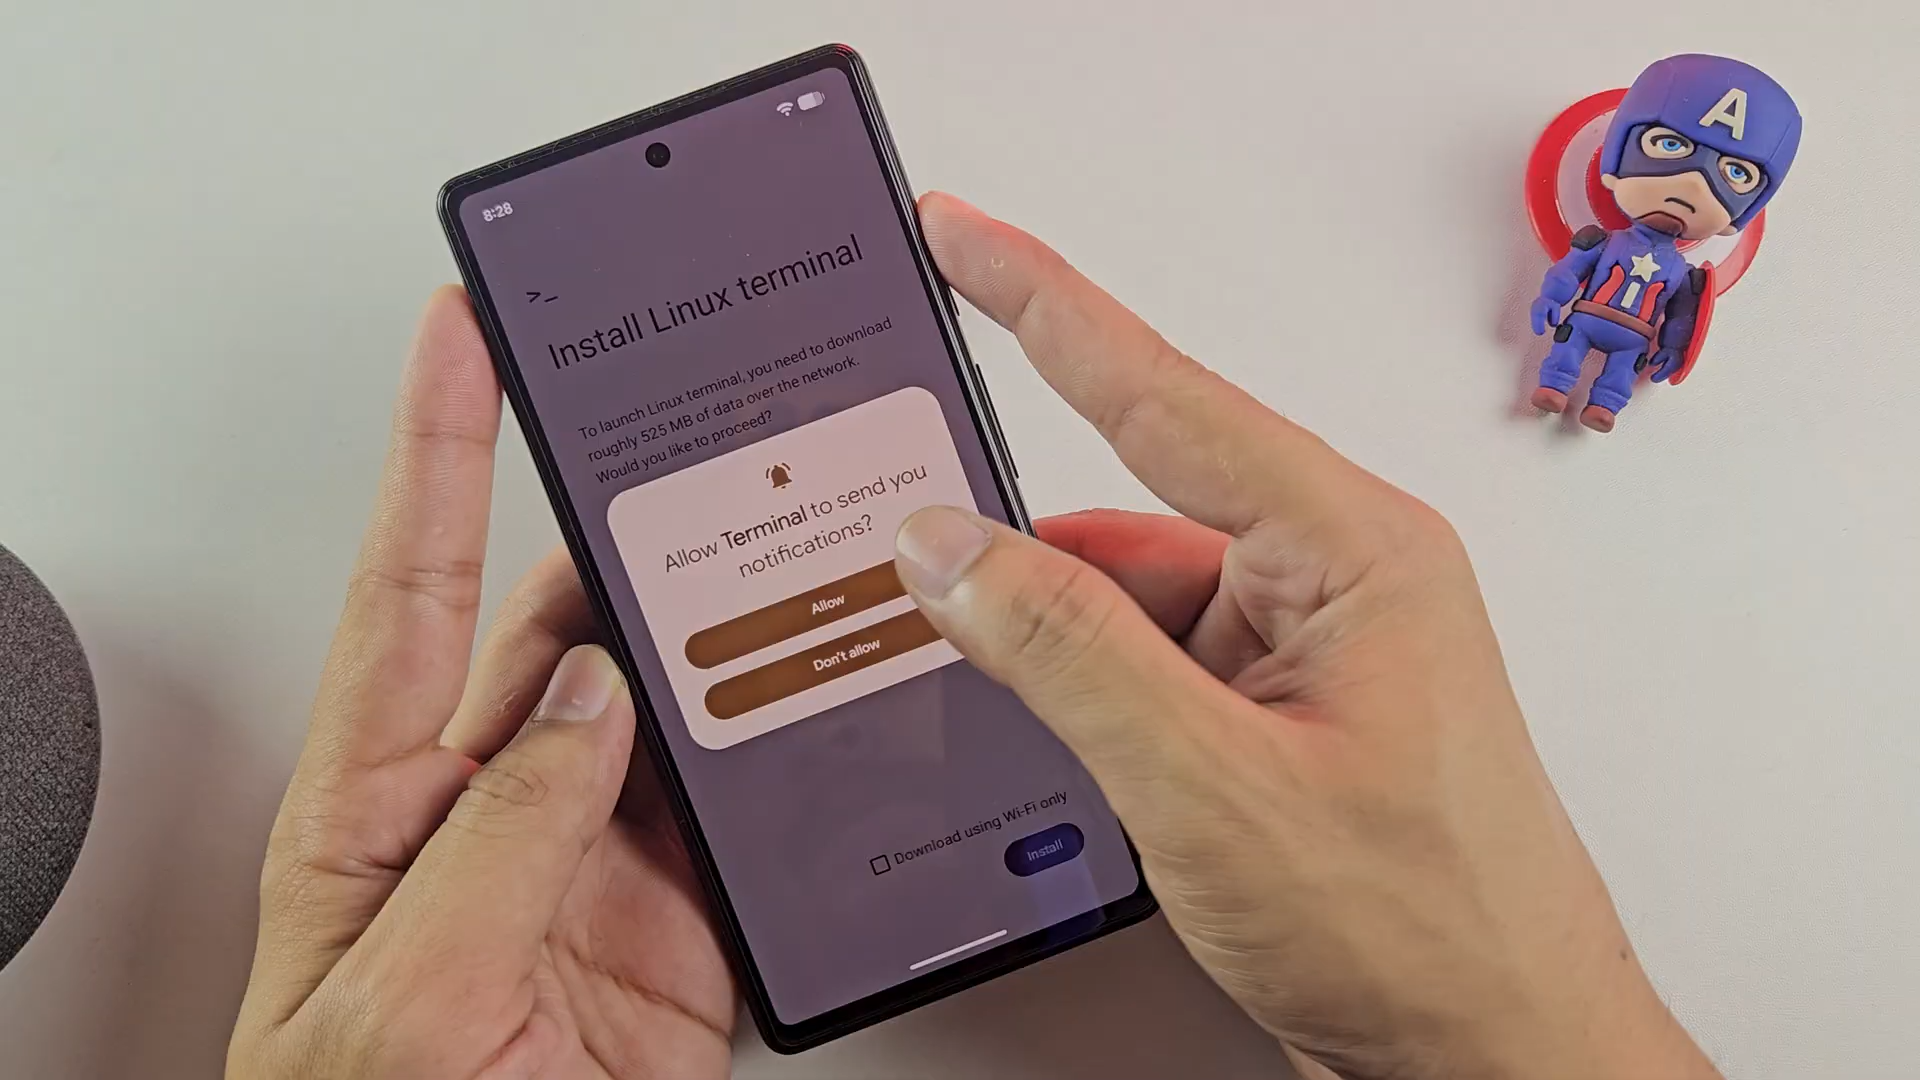 8:28
>_
Install Linux terminal
To launch Linux terminal, you need to download
roughly 525 MB of data over the network.
Would you like to proceed?
Allow Terminal to send you
notifications?
Allow
Don't allow
Download using Wi-Fi only
Install
A